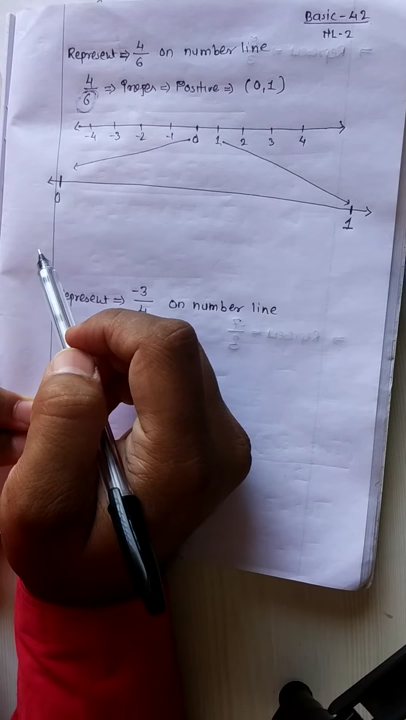 Basic-42
NL-2
Represent ⇒ 4/6 on number line
4/6 ⇒ Proper ⇒ Positive ⇒ (0,1)
-4 -3 -2 -1 0 1 2 3 4
0 1
epresent ⇒ -3/4 on number line